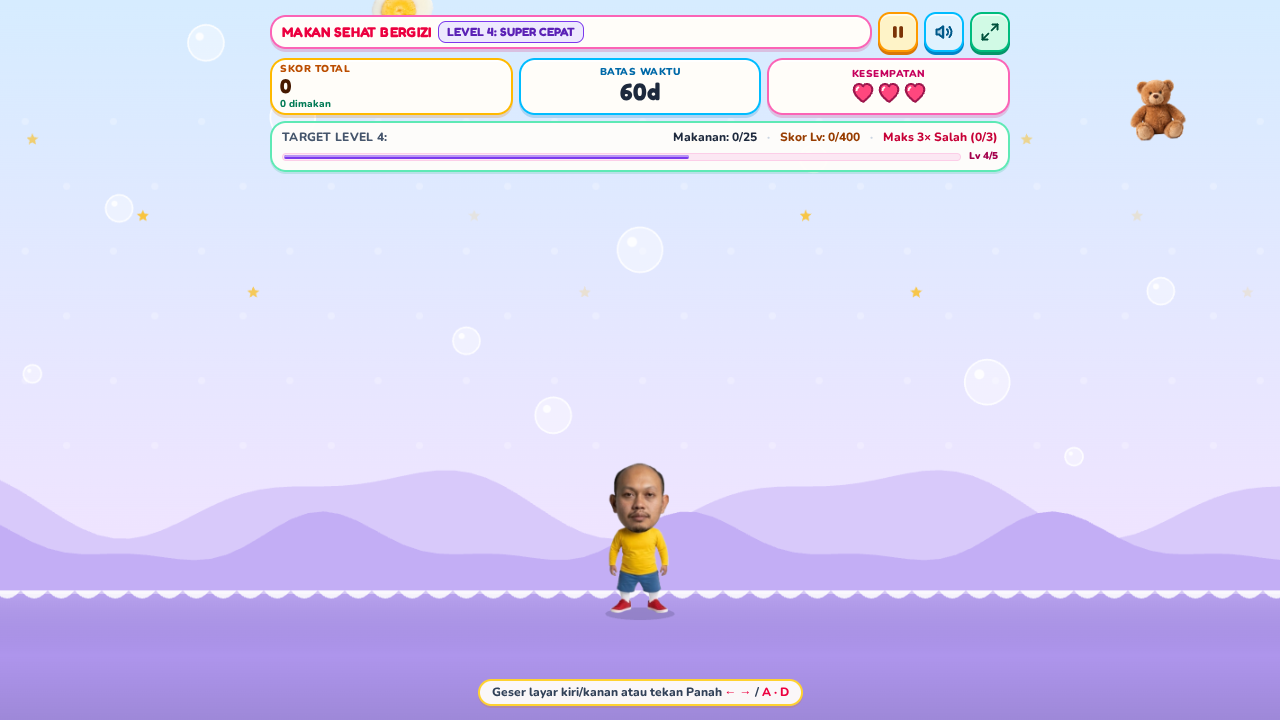 MAKAN SEHAT BERGIZI
LEVEL 4: SUPER CEPAT
SKOR TOTAL
0
0 dimakan
BATAS WAKTU
60d
KESEMPATAN
TARGET LEVEL 4:
Makanan: 0/25 · Skor Lv: 0/400 · Maks 3× Salah (0/3)
Lv 4/5
Geser layar kiri/kanan atau tekan Panah ← → / A · D